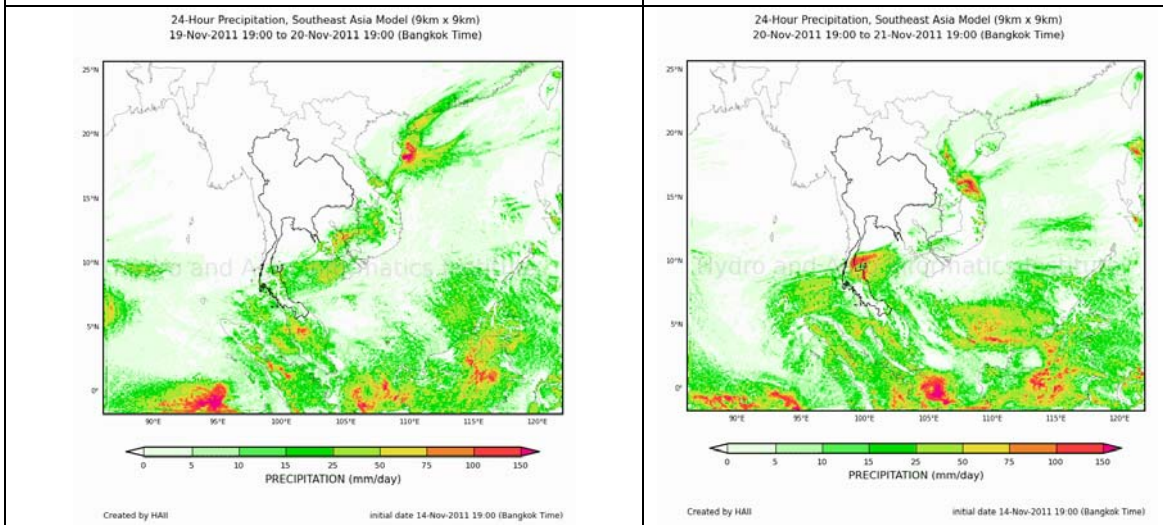 24-Hour Precipitation, Southeast Asia Model (9km x 9km)
19-Nov-2011 19:00 to 20-Nov-2011 19:00 (Bangkok Time)
25°N
20°N
15°N
10°N
5°N
0°
90°E 95°E 100°E 105°E 110°E 115°E 120°E
Hydro and Agro Informatics Institute
0 5 10 15 25 50 75 100 150
PRECIPITATION (mm/day)
Created by HAII initial date 14-Nov-2011 19:00 (Bangkok Time)
24-Hour Precipitation, Southeast Asia Model (9km x 9km)
20-Nov-2011 19:00 to 21-Nov-2011 19:00 (Bangkok Time)
25°N
20°N
15°N
10°N
5°N
0°
90°E 95°E 100°E 105°E 110°E 115°E 120°E
Hydro and Agro Informatics Institute
0 5 10 15 25 50 75 100 150
PRECIPITATION (mm/day)
Created by HAII initial date 14-Nov-2011 19:00 (Bangkok Time)